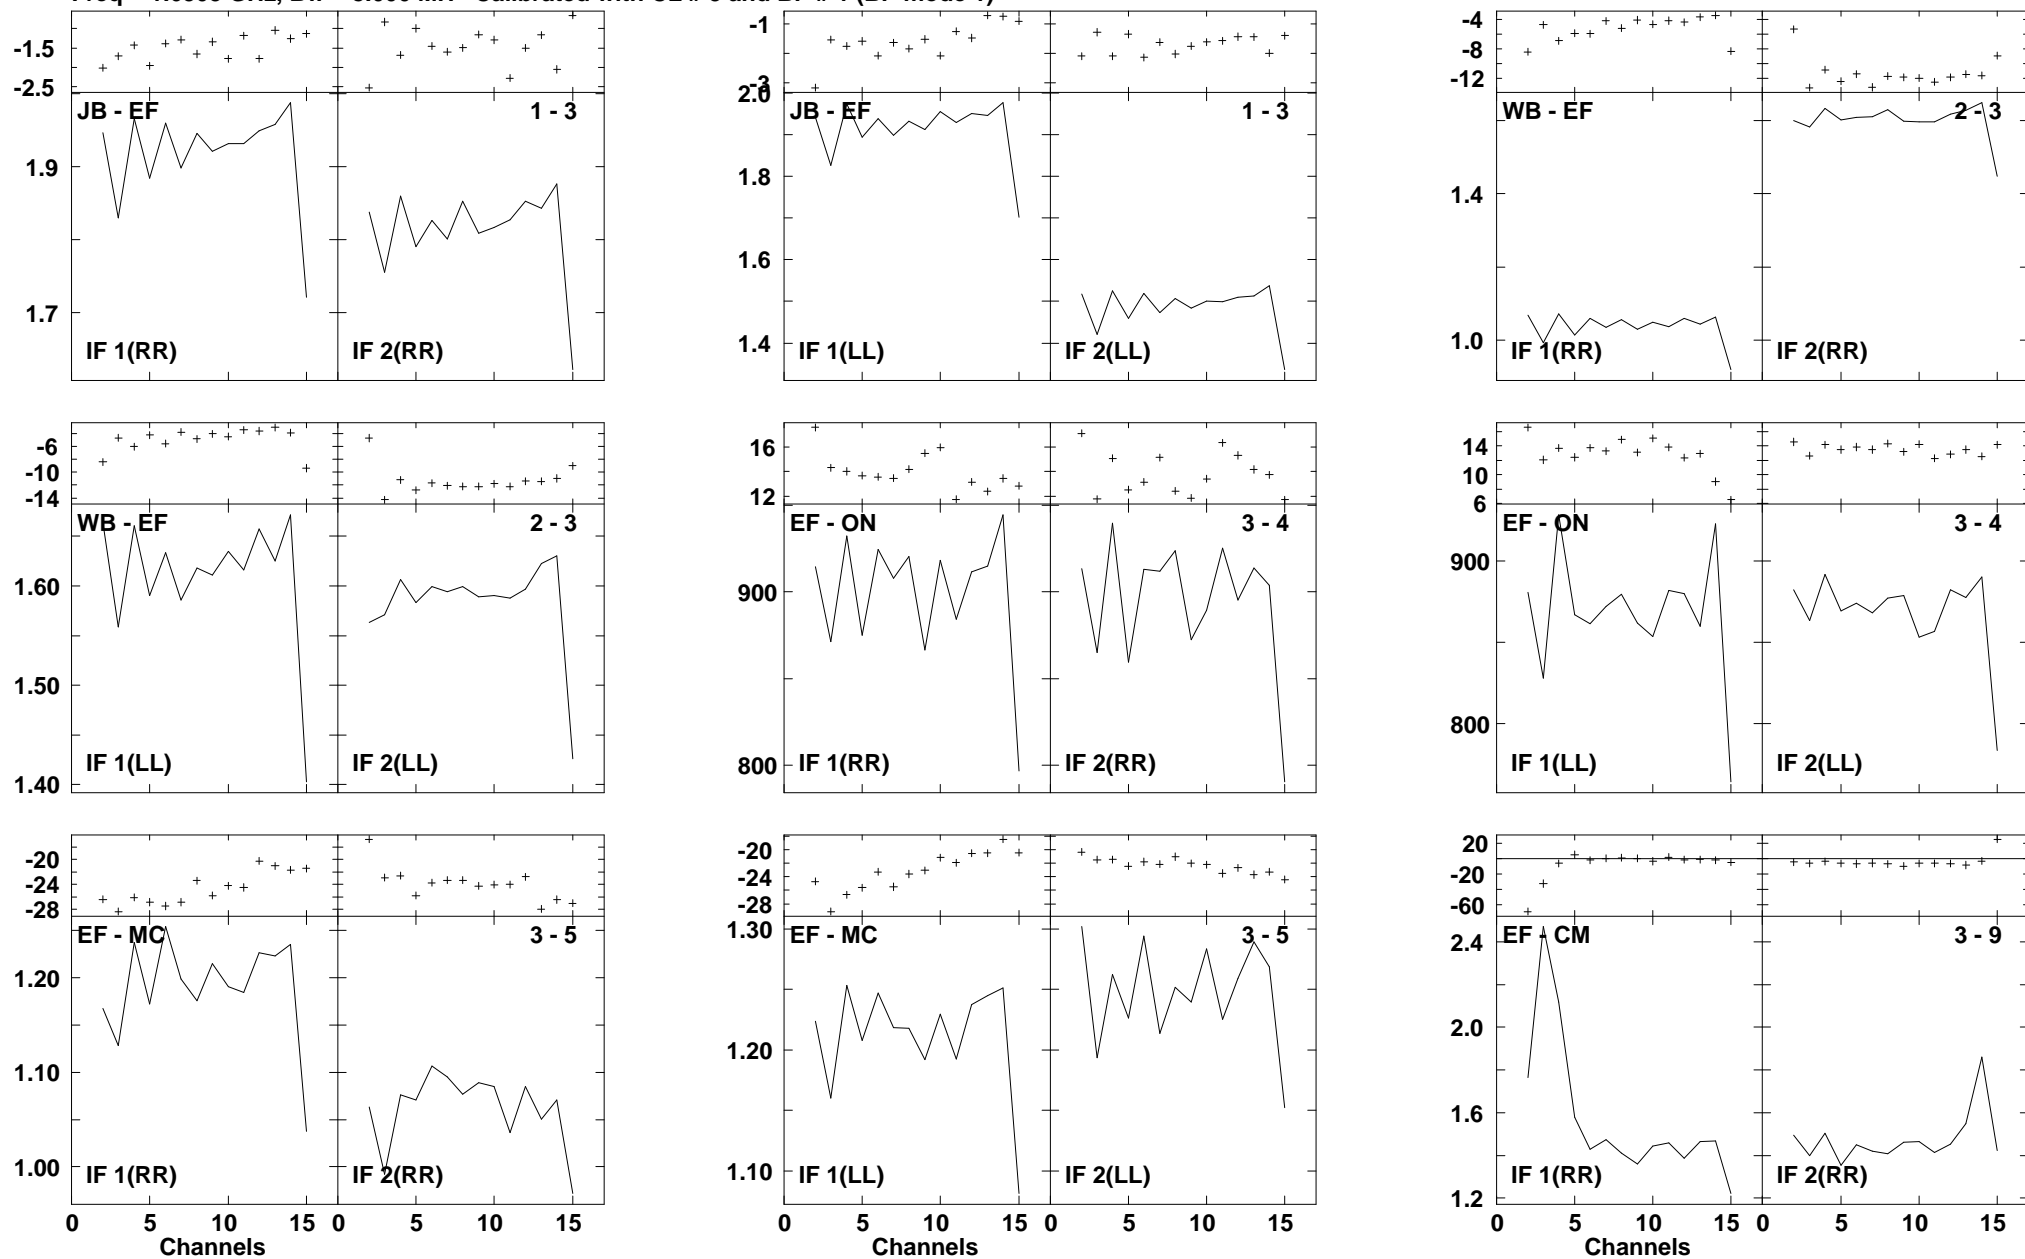 -1.5
-2.5
JB - EF
1 - 3
1.9
1.7
IF 1(RR)
IF 2(RR)
-1
-3
2.0
JB - EF
1 - 3
1.8
1.6
1.4
IF 1(LL)
IF 2(LL)
-4
-8
-12
WB - EF
2 - 3
1.4
1.0
IF 1(RR)
IF 2(RR)
-6
-10
-14
WB - EF
2 - 3
1.60
1.50
1.40
IF 1(LL)
IF 2(LL)
16
12
EF - ON
3 - 4
900
800
IF 1(RR)
IF 2(RR)
14
10
6
EF - ON
3 - 4
900
800
IF 1(LL)
IF 2(LL)
-20
-24
-28
EF - MC
3 - 5
1.20
1.10
1.00
IF 1(RR)
IF 2(RR)
0 5 10 15 0 5 10 15
Channels
-20
-24
-28
1.30
EF - MC
3 - 5
1.20
1.10
IF 1(LL)
IF 2(LL)
0 5 10 15 0 5 10 15
Channels
20
-20
-60
EF - CM
3 - 9
2.4
2.0
1.6
1.2
IF 1(RR)
IF 2(RR)
0 5 10 15 0 5 10 15
Channels